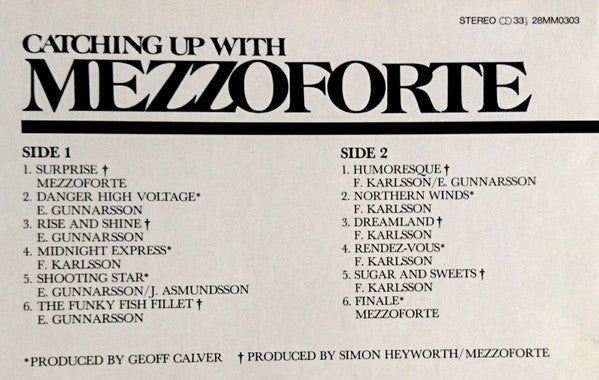 STEREO ⅭⅮ 33⅓ 28MM0303
CATCHING UP WITH
MEZZOFORTE
SIDE 1
1. SURPRISE †
MEZZOFORTE
2. DANGER HIGH VOLTAGE*
E. GUNNARSSON
3. RISE AND SHINE †
E. GUNNARSSON
4. MIDNIGHT EXPRESS*
F. KARLSSON
5. SHOOTING STAR*
E. GUNNARSSON/J. ASMUNDSSON
6. THE FUNKY FISH FILLET †
E. GUNNARSSON
SIDE 2
1. HUMORESQUE †
F. KARLSSON/E. GUNNARSSON
2. NORTHERN WINDS*
F. KARLSSON
3. DREAMLAND †
F. KARLSSON
4. RENDEZ-VOUS*
F. KARLSSON
5. SUGAR AND SWEETS †
F. KARLSSON
6. FINALE*
MEZZOFORTE
*PRODUCED BY GEOFF CALVER † PRODUCED BY SIMON HEYWORTH/MEZZOFORTE